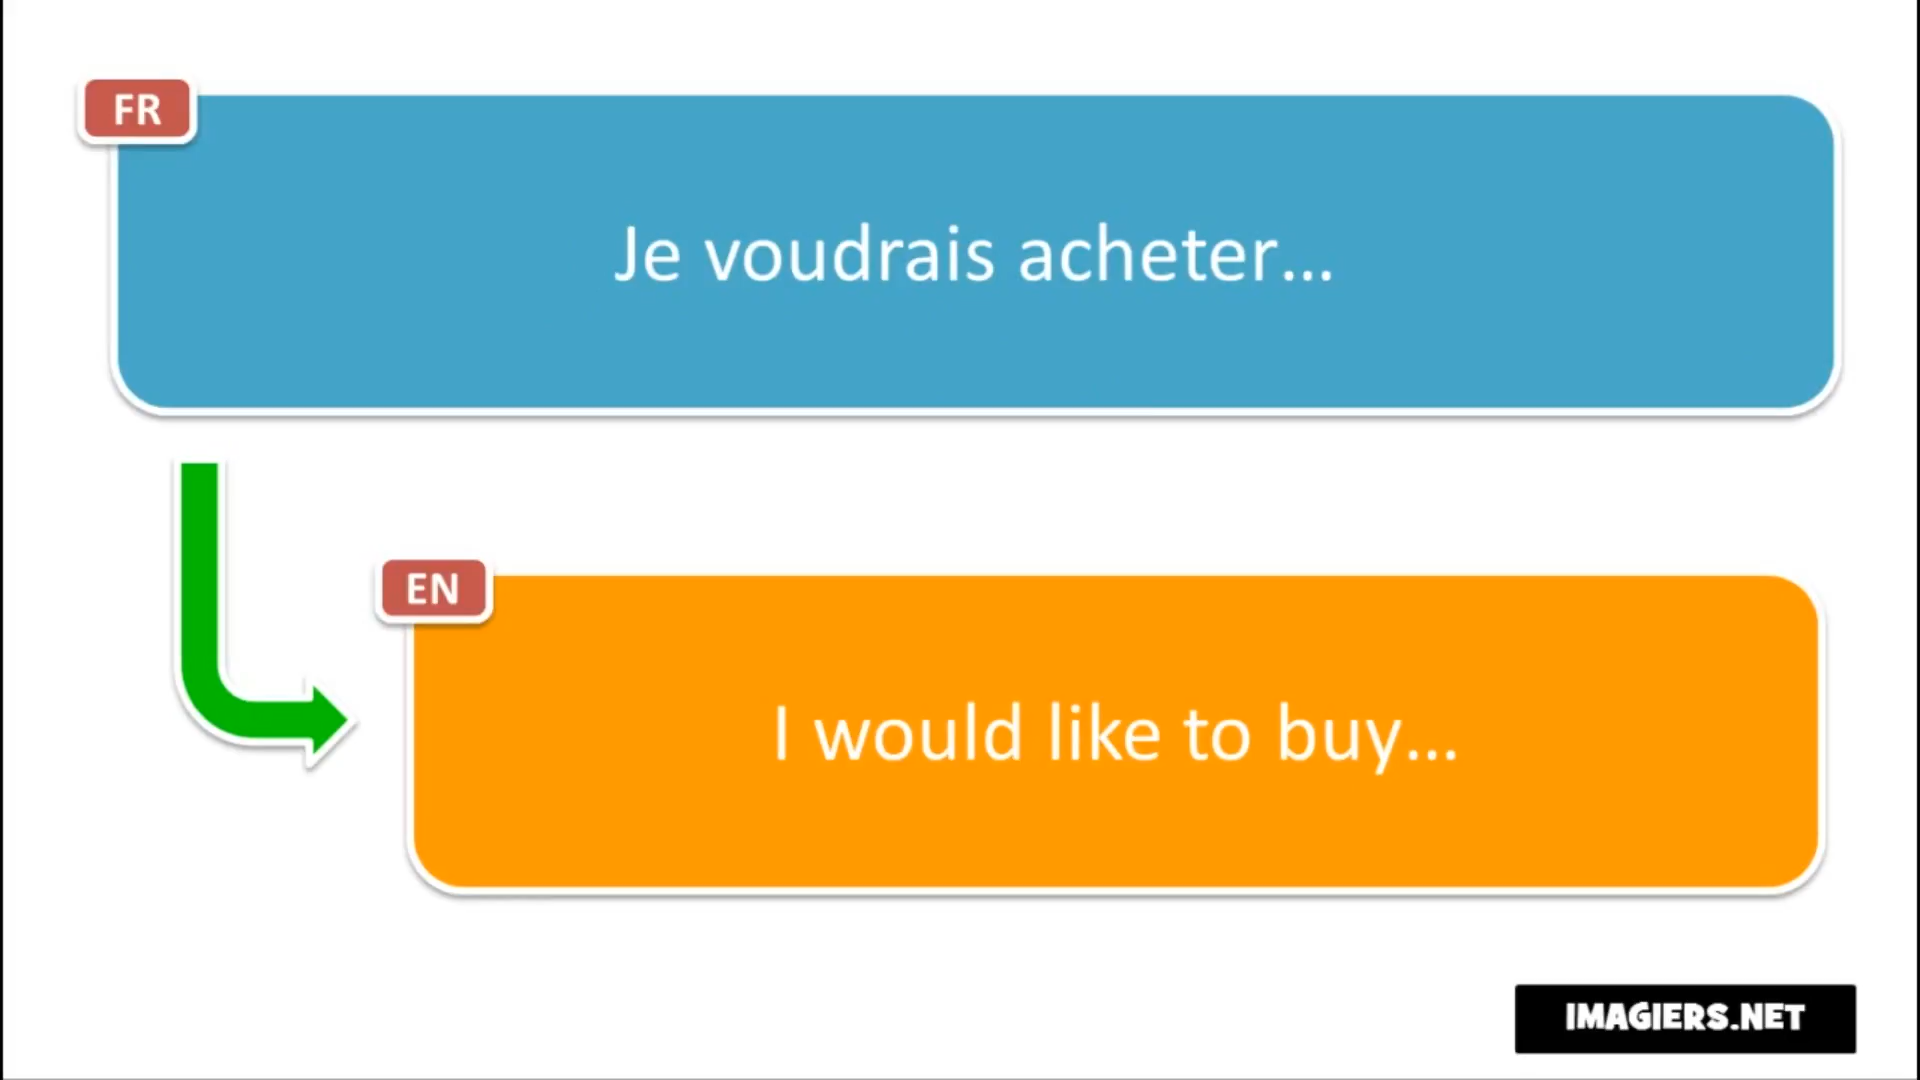 FR
Je voudrais acheter...
EN
I would like to buy...
IMAGIERS.NET